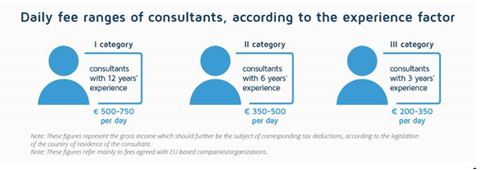 Daily fee ranges of consultants, according to the experience factor
I category
consultants
with 12 years'
experience
€ 500-750
per day
II category
consultants
with 6 years'
experience
€ 350-500
per day
III category
consultants
with 3 years'
experience
€ 200-350
per day
Note: These figures represent the gross income which should further be the subject of corresponding tax deductions, according to the legislation
of the country of residence of the consultant.
Note: These figures refer mainly to fees agreed with EU based companies/organizations.